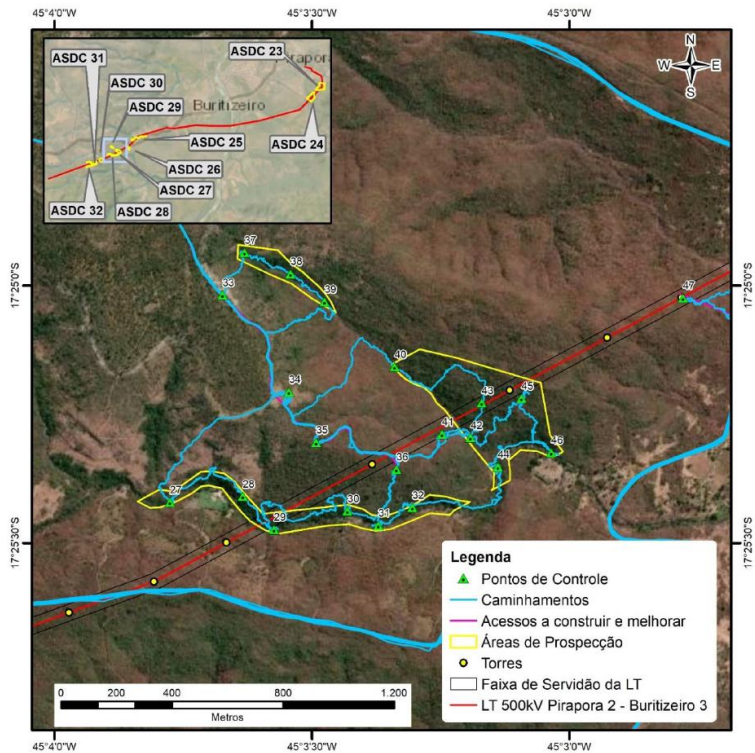 45°4'0"W
45°3'30"W
45°3'0"W
ASDC 31
ASDC 30
ASDC 29
ASDC 23
Buritizeiro
ASDC 25
ASDC 24
ASDC 26
ASDC 27
ASDC 32
ASDC 28
N
W E
S
17°25'0"S
17°25'0"S
37
38
39
33
47
40
34
43
45
35
41
42
36
46
44
27
28
30
32
29
31
17°25'30"S
17°25'30"S
Legenda
Pontos de Controle
Caminhamentos
Acessos a construir e melhorar
Áreas de Prospecção
Torres
Faixa de Servidão da LT
LT 500kV Pirapora 2 - Buritizeiro 3
0 200 400 800 1.200
Metros
45°4'0"W
45°3'30"W
45°3'0"W